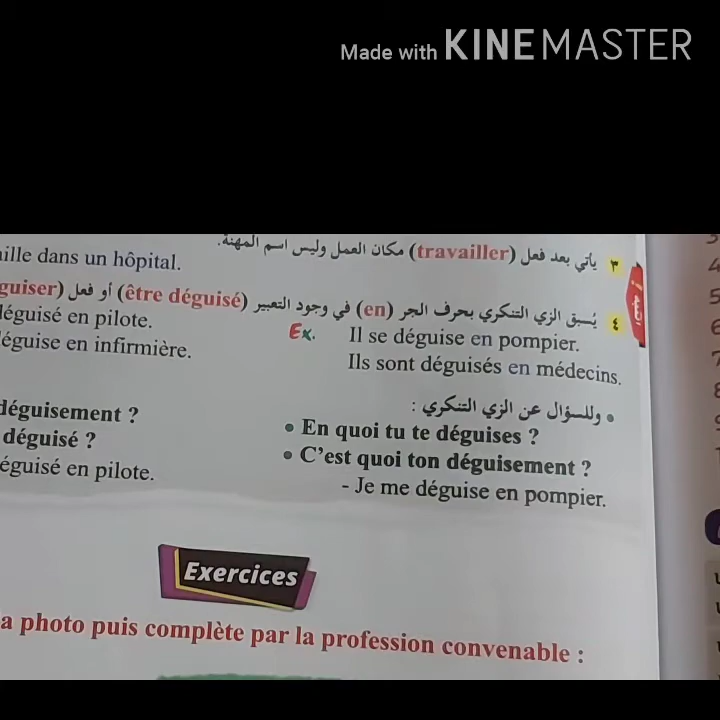 Made with KINEMASTER
٣ يأتي بعد فعل (travailler) مكان العمل وليس اسم المهنة.
aille dans un hôpital.
٤ يُسبق الزي التنكري بحرف الجر (en) في وجود التعبير (être déguisé) أو فعل (guiser
Ex. Il se déguise en pompier.
déguisé en pilote.
Ils sont déguisés en médecins.
éguise en infirmière.
• وللسؤال عن الزي التنكري :
• En quoi tu te déguises ?
déguisement ?
• C'est quoi ton déguisement ?
déguisé ?
- Je me déguise en pompier.
éguisé en pilote.
Exercices
a photo puis complète par la profession convenable :